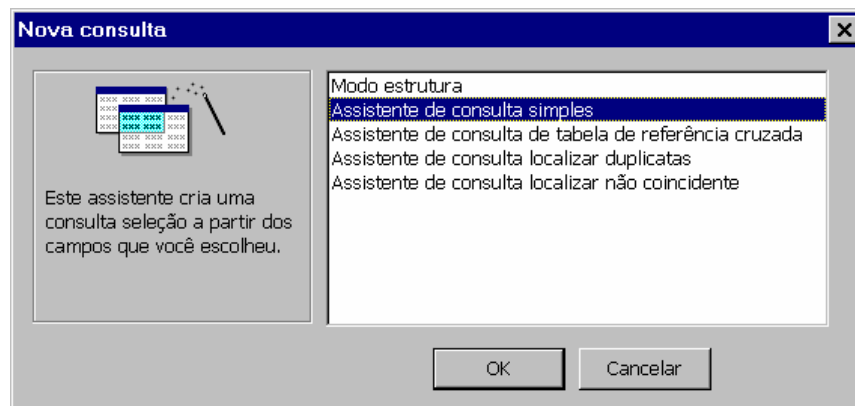 Nova consulta
Modo estrutura
Assistente de consulta simples
Assistente de consulta de tabela de referência cruzada
Assistente de consulta localizar duplicatas
Assistente de consulta localizar não coincidente
Este assistente cria uma
consulta seleção a partir dos
campos que você escolheu.
OK
Cancelar